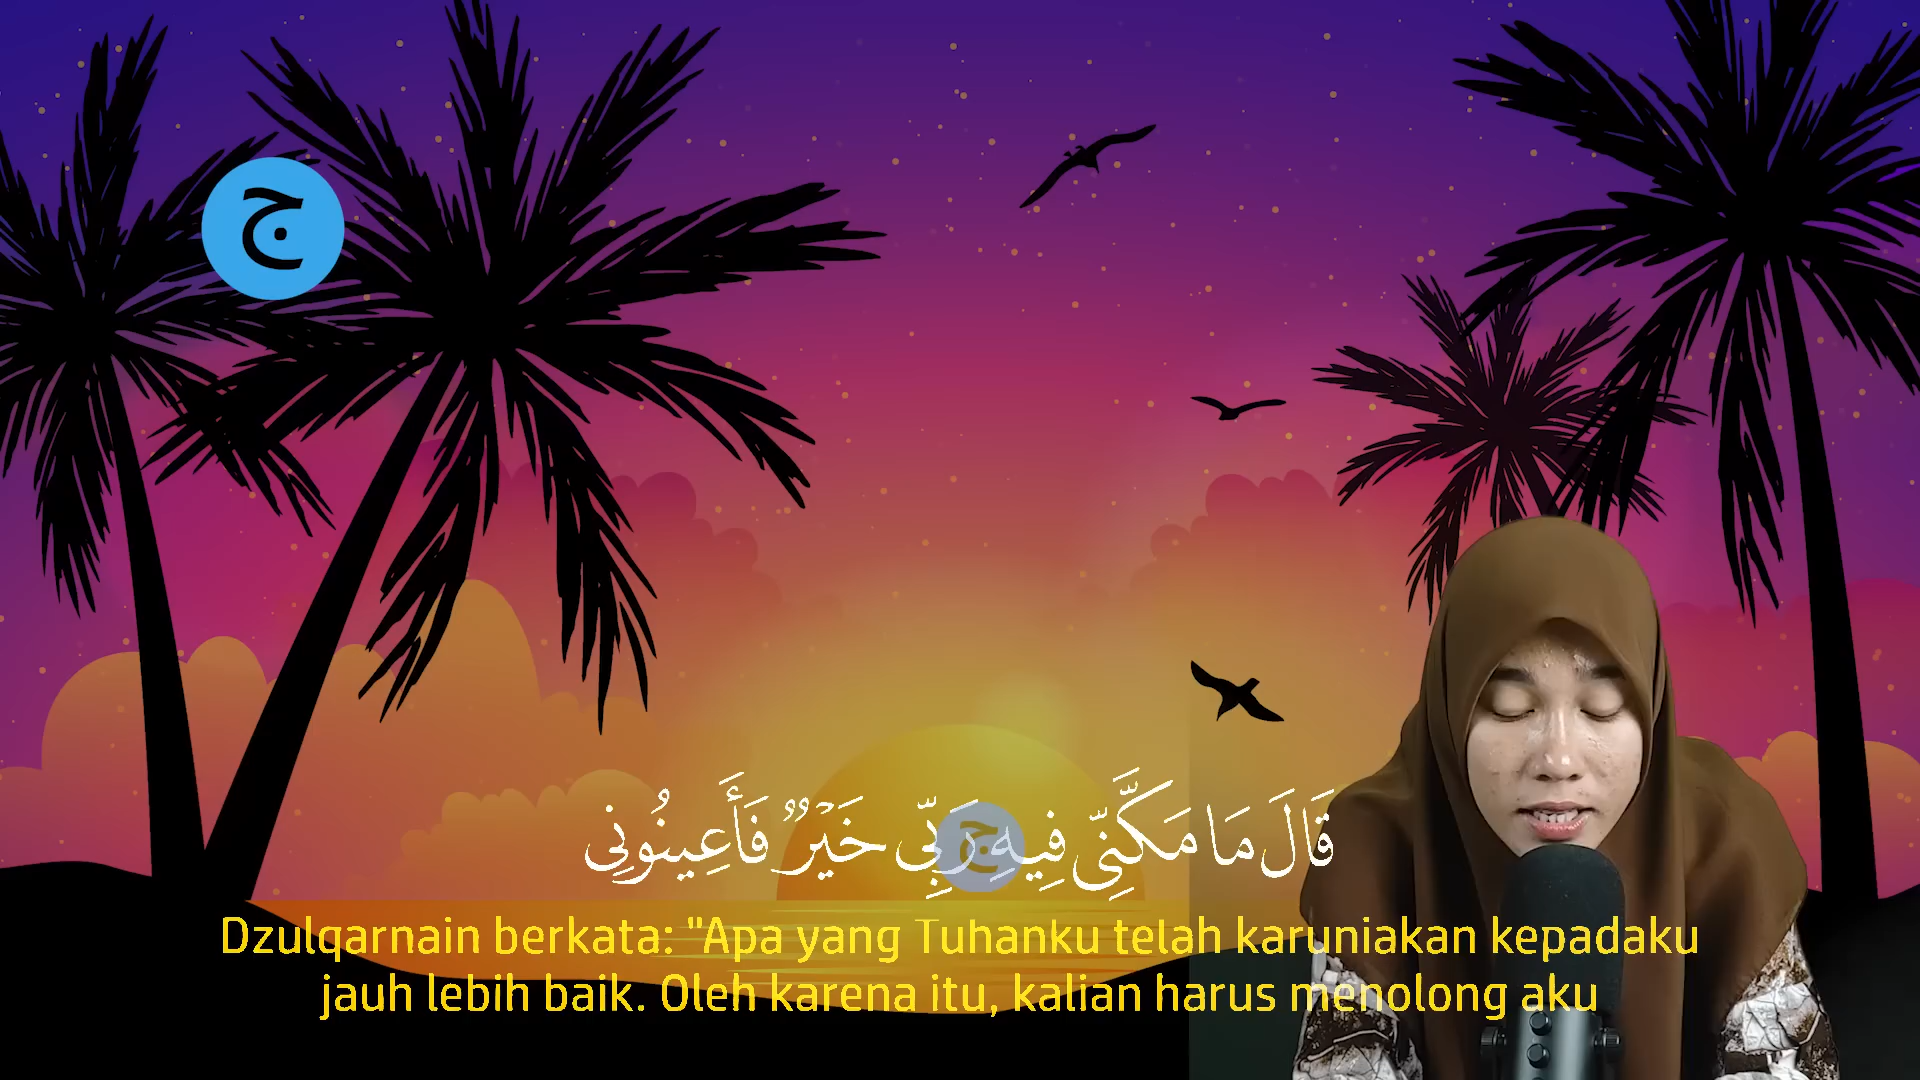 ج
قَالَ مَا مَكَّنِّى فِيهِ رَبِّى خَيْرٌ فَأَعِينُونِى
ج
Dzulqarnain berkata: "Apa yang Tuhanku telah karuniakan kepadaku
jauh lebih baik. Oleh karena itu, kalian harus menolong aku